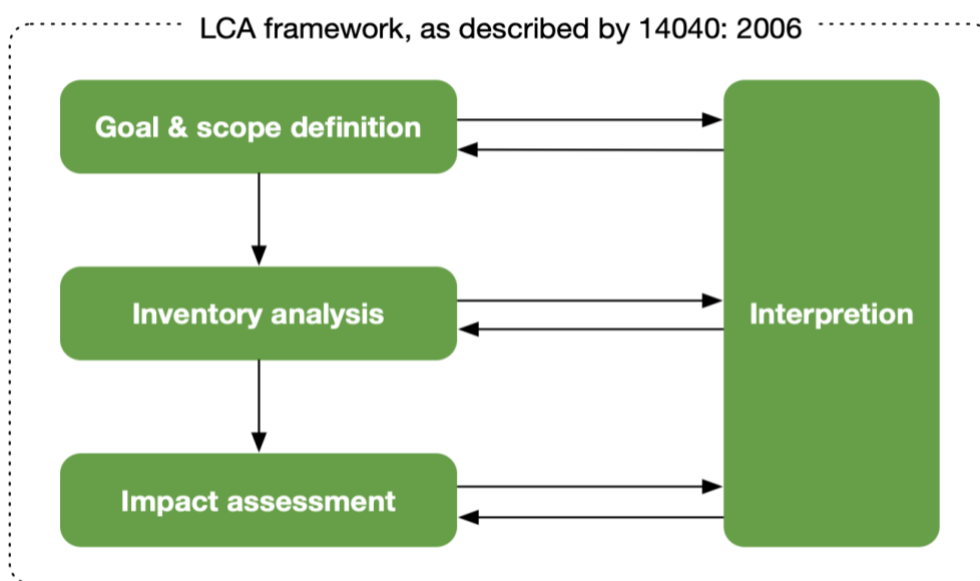 LCA framework, as described by 14040: 2006
Goal & scope definition
Inventory analysis
Interpretion
Impact assessment